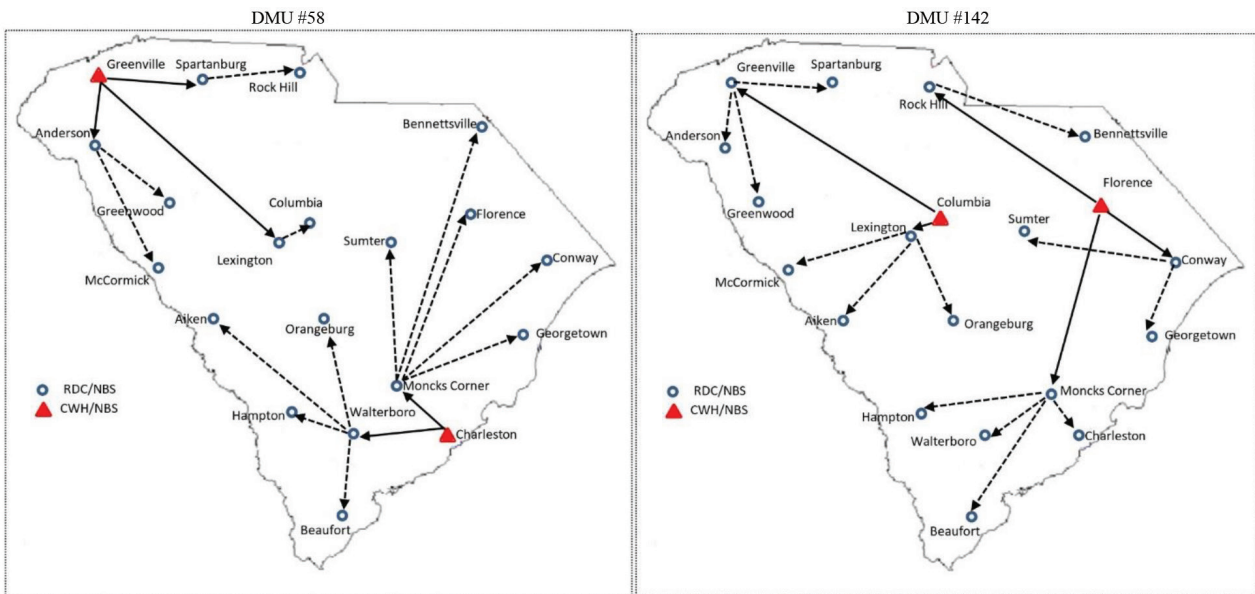 DMU #58
Greenville
Spartanburg
Rock Hill
Bennettsville
Anderson
Greenwood
Columbia
Florence
Sumter
Lexington
Conway
McCormick
Aiken
Orangeburg
Georgetown
RDC/NBS
CWH/NBS
Moncks Corner
Hampton
Walterboro
Charleston
Beaufort
DMU #142
Greenville
Spartanburg
Rock Hill
Bennettsville
Anderson
Florence
Greenwood
Columbia
Sumter
Lexington
Conway
McCormick
Aiken
Orangeburg
Georgetown
RDC/NBS
CWH/NBS
Moncks Corner
Hampton
Walterboro
Charleston
Beaufort